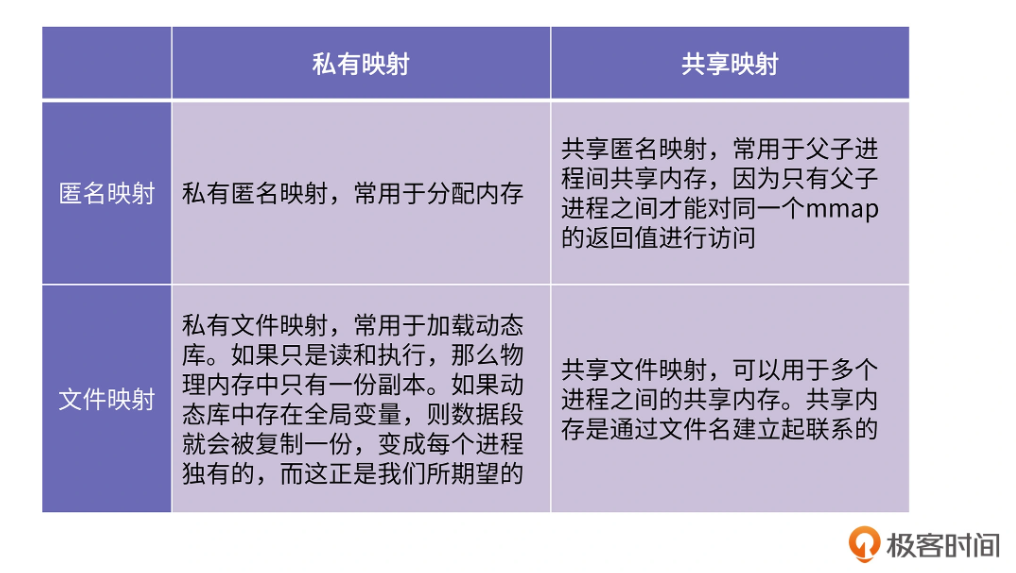 私有映射
共享映射
匿名映射
私有匿名映射，常用于分配内存
共享匿名映射，常用于父子进
程间共享内存，因为只有父子
进程之间才能对同一个mmap
的返回值进行访问
文件映射
私有文件映射，常用于加载动态
库。如果只是读和执行，那么物
理内存中只有一份副本。如果动
态库中存在全局变量，则数据段
就会被复制一份，变成每个进程
独有的，而这正是我们所期望的
共享文件映射，可以用于多个
进程之间的共享内存。共享内
存是通过文件名建立起联系的
极客时间